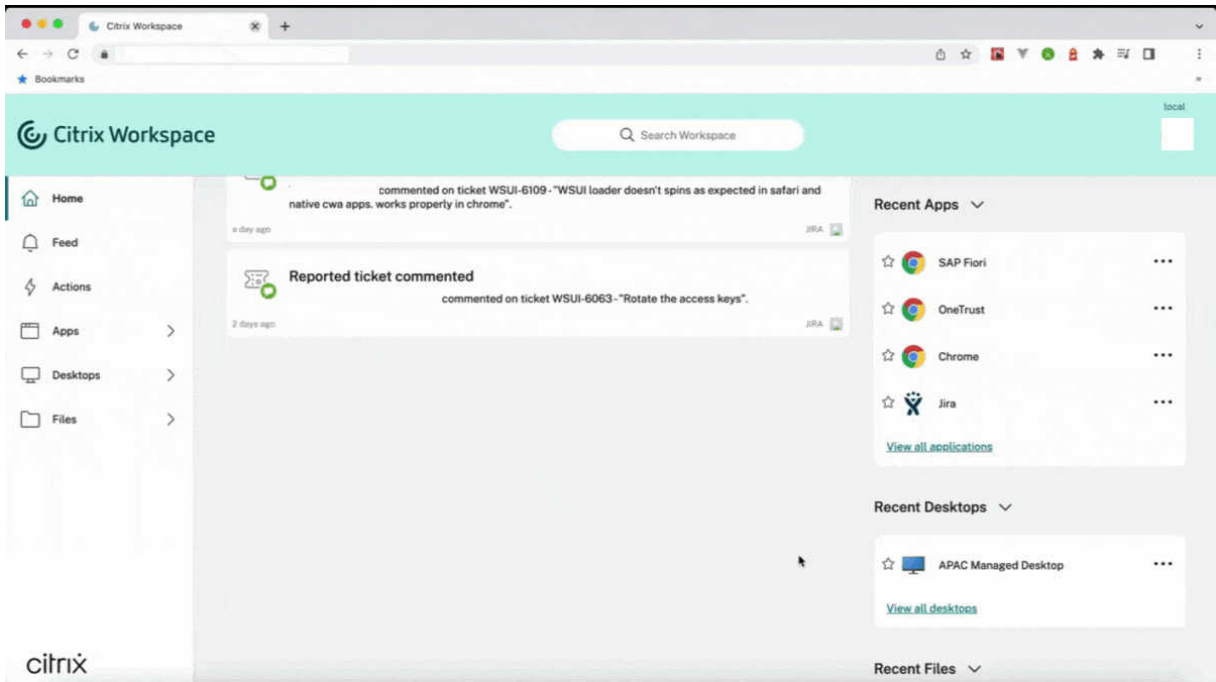 Citrix Workspace
Bookmarks
local
Citrix Workspace
Search Workspace
Home
Feed
Actions
Apps
Desktops
Files
citrix
commented on ticket WSUI-6109 - "WSUI loader doesn't spins as expected in safari and
native cwa apps. works properly in chrome".
a day ago
JIRA
Reported ticket commented
commented on ticket WSUI-6063 - "Rotate the access keys".
2 days ago
JIRA
Recent Apps
SAP Fiori
OneTrust
Chrome
Jira
View all applications
Recent Desktops
APAC Managed Desktop
View all desktops
Recent Files